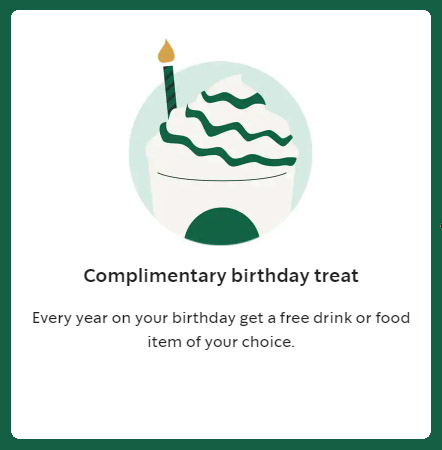 Complimentary birthday treat
Every year on your birthday get a free drink or food
item of your choice.